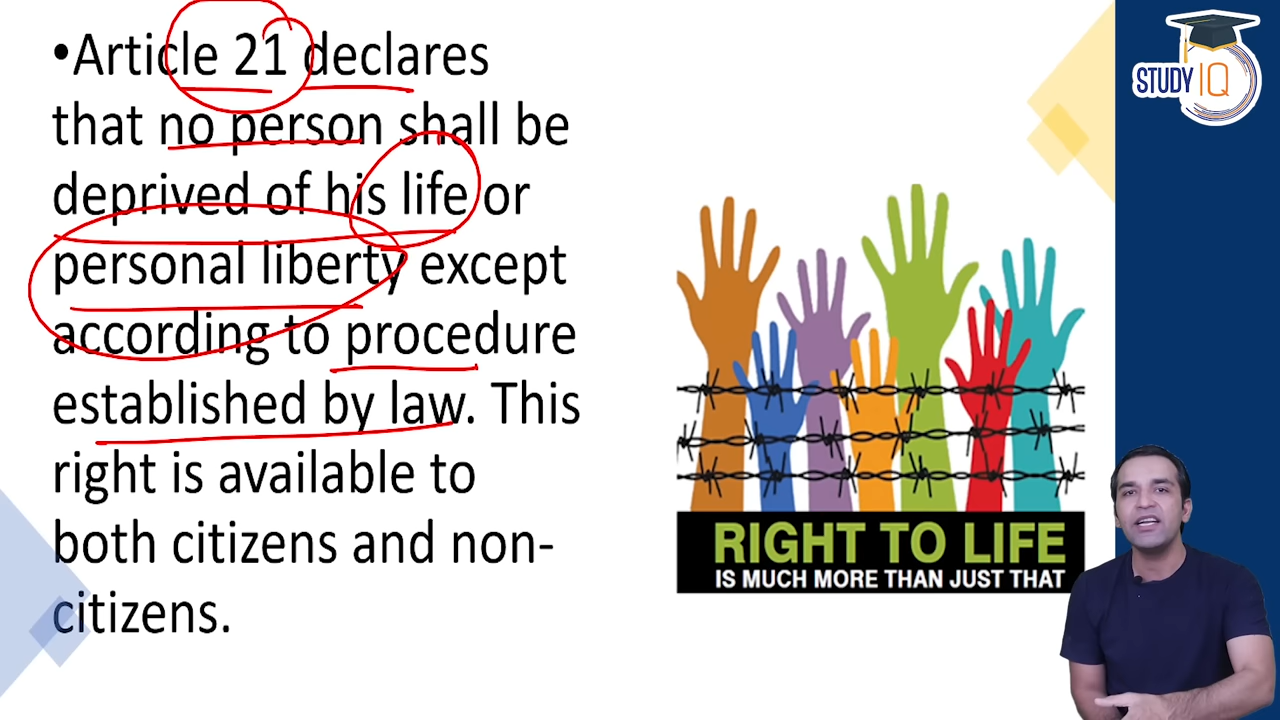 •Article 21 declares
that no person shall be
deprived of his life or
personal liberty except
according to procedure
established by law. This
right is available to
both citizens and non-
citizens.
STUDY IQ
RIGHT TO LIFE
IS MUCH MORE THAN JUST THAT